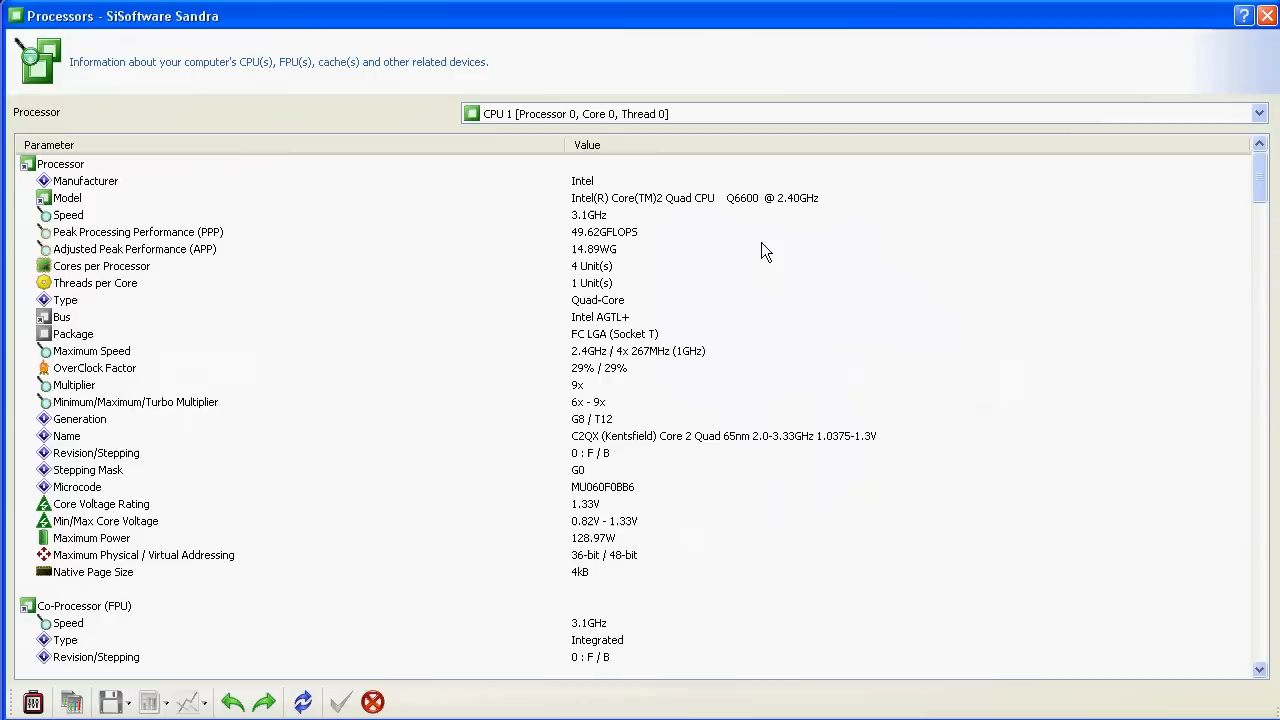 Processors - SiSoftware Sandra
Information about your computer's CPU(s), FPU(s), cache(s) and other related devices.
Processor CPU 1 [Processor 0, Core 0, Thread 0]
Parameter Value
Processor
Manufacturer Intel
Model Intel(R) Core(TM)2 Quad CPU Q6600 @ 2.40GHz
Speed 3.1GHz
Peak Processing Performance (PPP) 49.62GFLOPS
Adjusted Peak Performance (APP) 14.89WG
Cores per Processor 4 Unit(s)
Threads per Core 1 Unit(s)
Type Quad-Core
Bus Intel AGTL+
Package FC LGA (Socket T)
Maximum Speed 2.4GHz / 4x 267MHz (1GHz)
OverClock Factor 29% / 29%
Multiplier 9x
Minimum/Maximum/Turbo Multiplier 6x - 9x
Generation G8 / T12
Name C2QX (Kentsfield) Core 2 Quad 65nm 2.0-3.33GHz 1.0375-1.3V
Revision/Stepping 0 : F / B
Stepping Mask G0
Microcode MU060F0BB6
Core Voltage Rating 1.33V
Min/Max Core Voltage 0.82V - 1.33V
Maximum Power 128.97W
Maximum Physical / Virtual Addressing 36-bit / 48-bit
Native Page Size 4kB
Co-Processor (FPU)
Speed 3.1GHz
Type Integrated
Revision/Stepping 0 : F / B